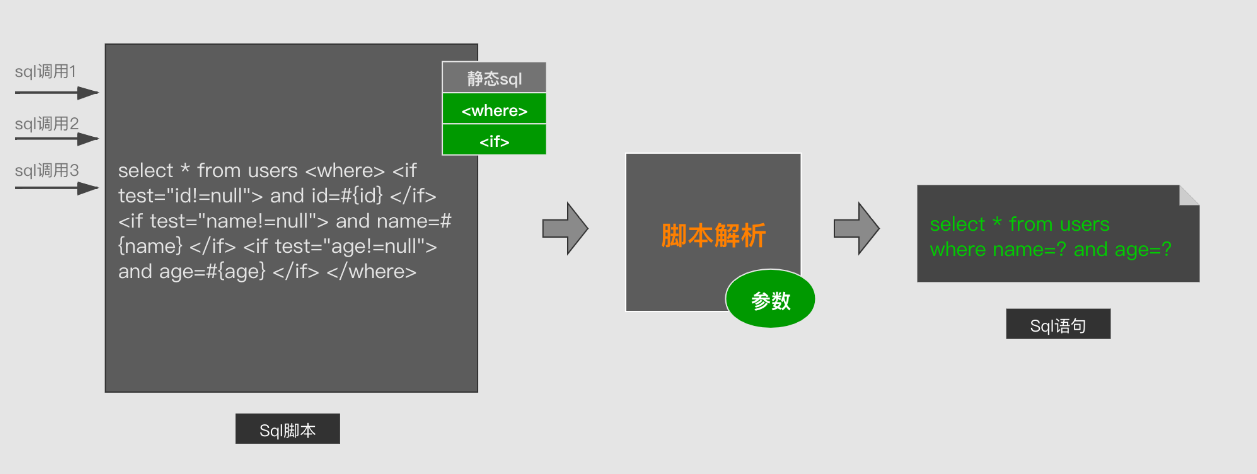 sql调用1
sql调用2
sql调用3
静态sql
<where>
<if>
select * from users <where> <if
test="id!=null"> and id=#{id} </if>
<if test="name!=null"> and name=#
{name} </if> <if test="age!=null">
and age=#{age} </if> </where>
Sql脚本
脚本解析
参数
select * from users
where name=? and age=?
Sql语句